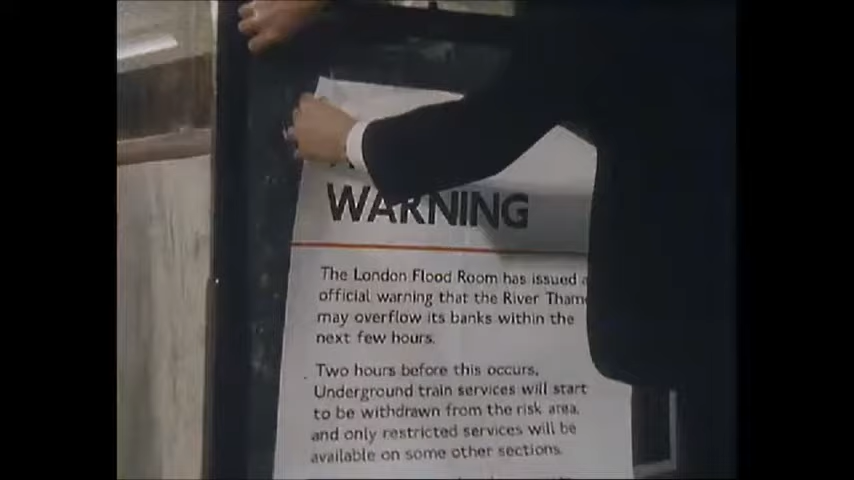 WARNING
The London Flood Room has issued a
official warning that the River Thame
may overflow its banks within the
next few hours.
Two hours before this occurs,
Underground train services will start
to be withdrawn from the risk area,
and only restricted services will be
available on some other sections.